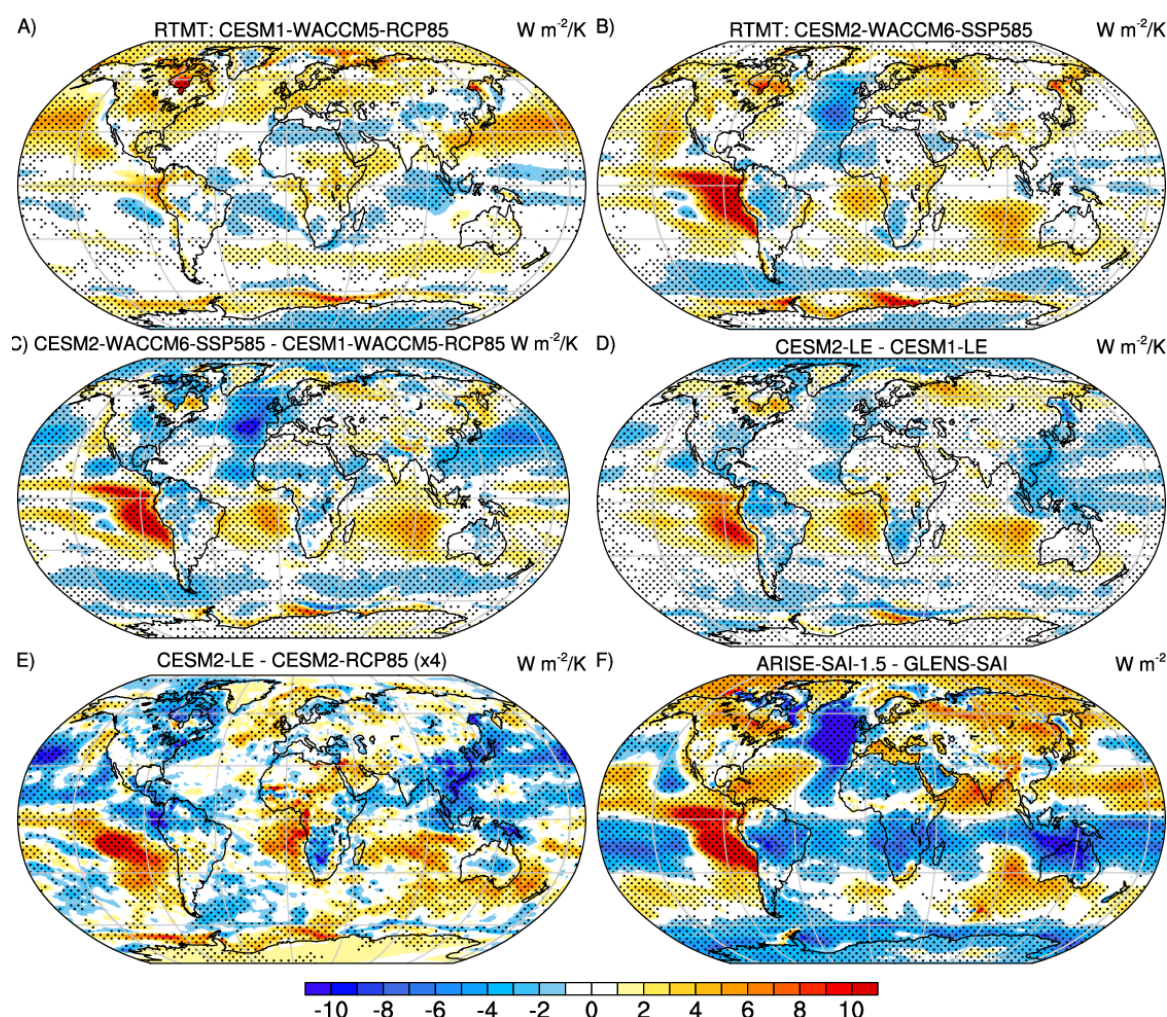 A) RTMT: CESM1-WACCM5-RCP85 W m-2/K
B) RTMT: CESM2-WACCM6-SSP585 W m-2/K
C) CESM2-WACCM6-SSP585 - CESM1-WACCM5-RCP85 W m-2/K
D) CESM2-LE - CESM1-LE W m-2/K
E) CESM2-LE - CESM2-RCP85 (x4) W m-2/K
F) ARISE-SAI-1.5 - GLENS-SAI W m-2
-10 -8 -6 -4 -2 0 2 4 6 8 10